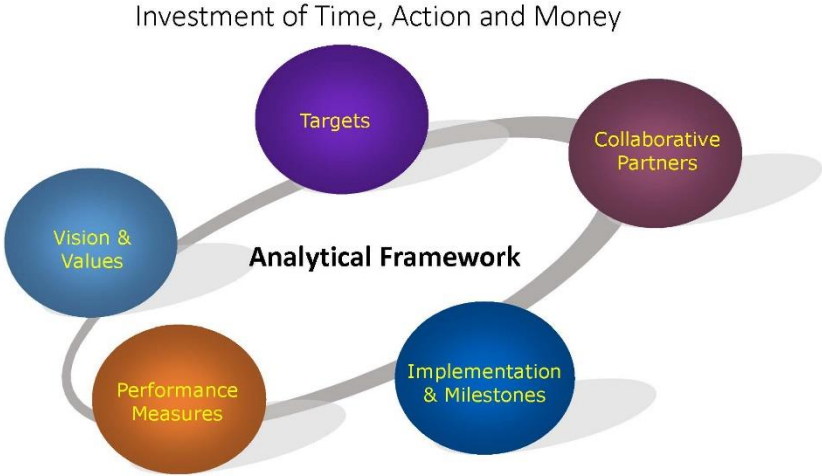 Investment of Time, Action and Money
Targets
Collaborative
Partners
Vision &
Values
Analytical Framework
Implementation
& Milestones
Performance
Measures